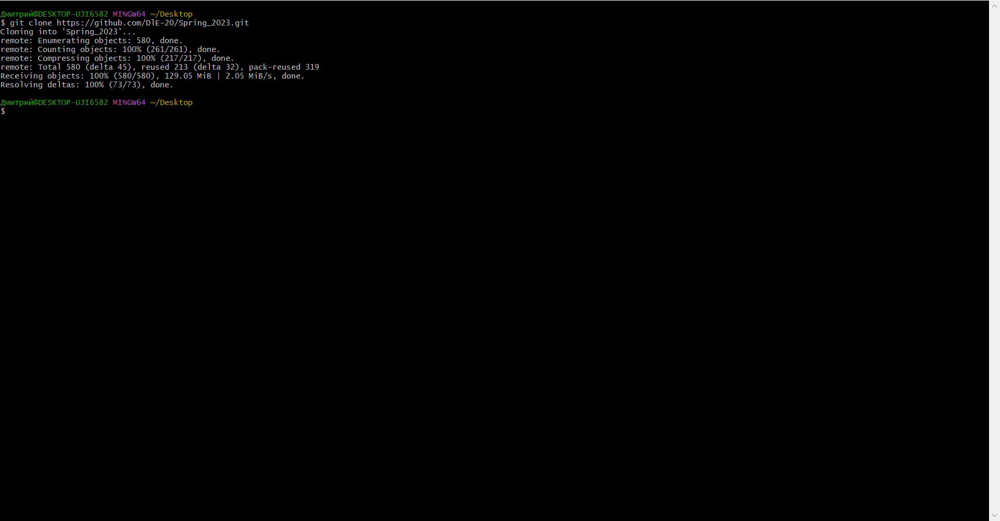 Дмитрий@DESKTOP-UJI6582 MINGW64 ~/Desktop
$ git clone https://github.com/DlE-20/Spring_2023.git
Cloning into 'Spring_2023'...
remote: Enumerating objects: 580, done.
remote: Counting objects: 100% (261/261), done.
remote: Compressing objects: 100% (217/217), done.
remote: Total 580 (delta 45), reused 213 (delta 32), pack-reused 319
Receiving objects: 100% (580/580), 129.05 MiB | 2.05 MiB/s, done.
Resolving deltas: 100% (73/73), done.
Дмитрий@DESKTOP-UJI6582 MINGW64 ~/Desktop
$